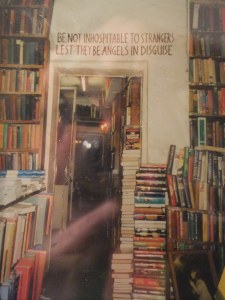 BE NOT INHOSPITABLE TO STRANGERS
LEST THEY BE ANGELS IN DISGUISE